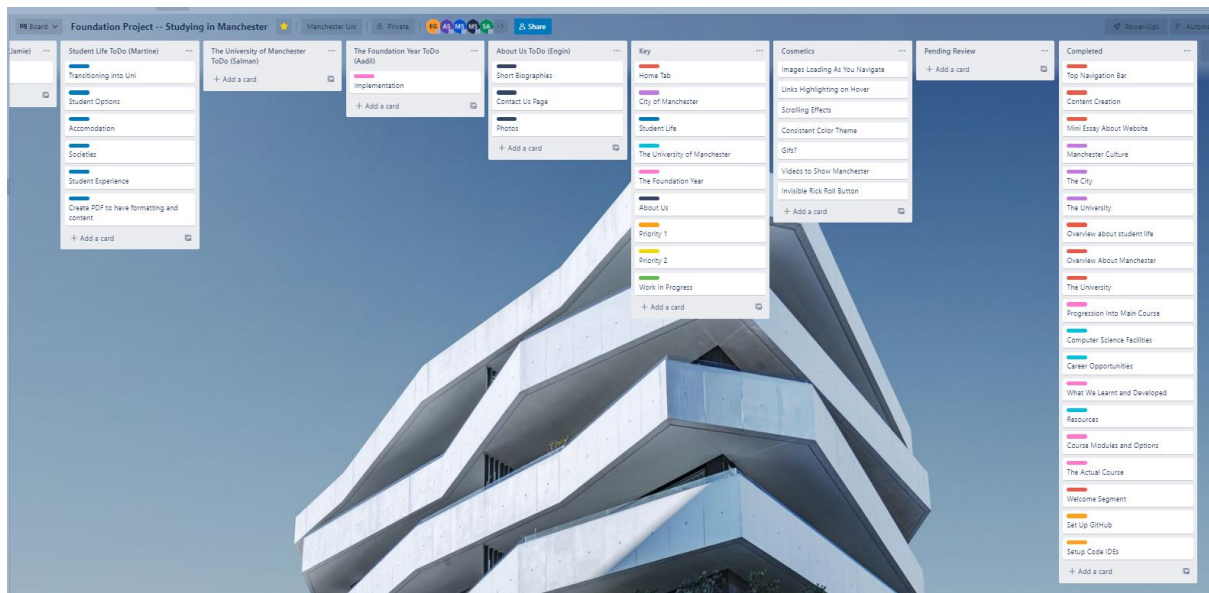 Board
Foundation Project -- Studying in Manchester
Manchester Uni
Private
EG AS MS MS SA +1
Share
Power-Ups
Automa
(Jamie)
Student Life ToDo (Martine)
Transitioning into Uni
Student Options
Accomodation
Societies
Student Experience
Create PDF to have formatting and
content
+ Add a card
The University of Manchester
ToDo (Salman)
+ Add a card
The Foundation Year ToDo
(Aadil)
Implementation
+ Add a card
About Us ToDo (Engin)
Short Biographies
Contact Us Page
Photos
+ Add a card
Key
Home Tab
City of Manchester
Student Life
The University of Manchester
The Foundation Year
About Us
Priority 1
Priority 2
Work In Progress
+ Add a card
Cosmetics
Images Loading As You Navigate
Links Highlighting on Hover
Scrolling Effects
Consistent Color Theme
Gifs?
Videos to Show Manchester
Invisible Rick Roll Button
+ Add a card
Pending Review
+ Add a card
Completed
Top Navigation Bar
Content Creation
Mini Essay About Website
Manchester Culture
The City
The University
Overview about student life
Overview About Manchester
The University
Progression Into Main Course
Computer Science Facilities
Career Opportunities
What We Learnt and Developed
Resources
Course Modules and Options
The Actual Course
Welcome Segment
Set Up GitHub
Setup Code IDEs
+ Add a card